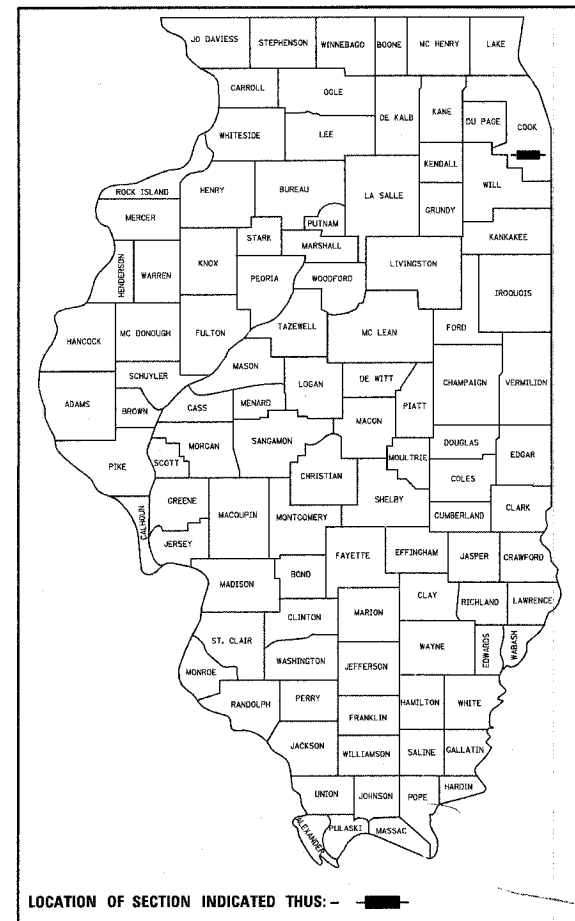 JO DAVIESS STEPHENSON WINNEBAGO BOONE MC HENRY LAKE
CARROLL OGLE DE KALB KANE DU PAGE COOK
WHITESIDE LEE
KENDALL WILL
ROCK ISLAND HENRY BUREAU LA SALLE GRUNDY
MERCER PUTNAM
STARK MARSHALL KANKAKEE
HENDERSON WARREN KNOX PEORIA WOODFORD LIVINGSTON IROQUOIS
HANCOCK MC DONOUGH FULTON TAZEWELL MC LEAN FORD
SCHUYLER MASON DE WITT
ADAMS BROWN CASS MENARD LOGAN MACON PIATT CHAMPAIGN VERMILION
PIKE SCOTT MORGAN SANGAMON CHRISTIAN MOULTRIE DOUGLAS EDGAR
COLES
CALHOUN GREENE MACOUPIN MONTGOMERY SHELBY CUMBERLAND CLARK
JERSEY FAYETTE EFFINGHAM JASPER CRAWFORD
MADISON BOND CLAY RICHLAND LAWRENCE
CLINTON MARION
ST. CLAIR WAYNE EDWARDS WABASH
MONROE WASHINGTON JEFFERSON
RANDOLPH PERRY HAMILTON WHITE
FRANKLIN
JACKSON WILLIAMSON SALINE GALLATIN
UNION JOHNSON POPE HARDIN
ALEXANDER PULASKI MASSAC
LOCATION OF SECTION INDICATED THUS: -